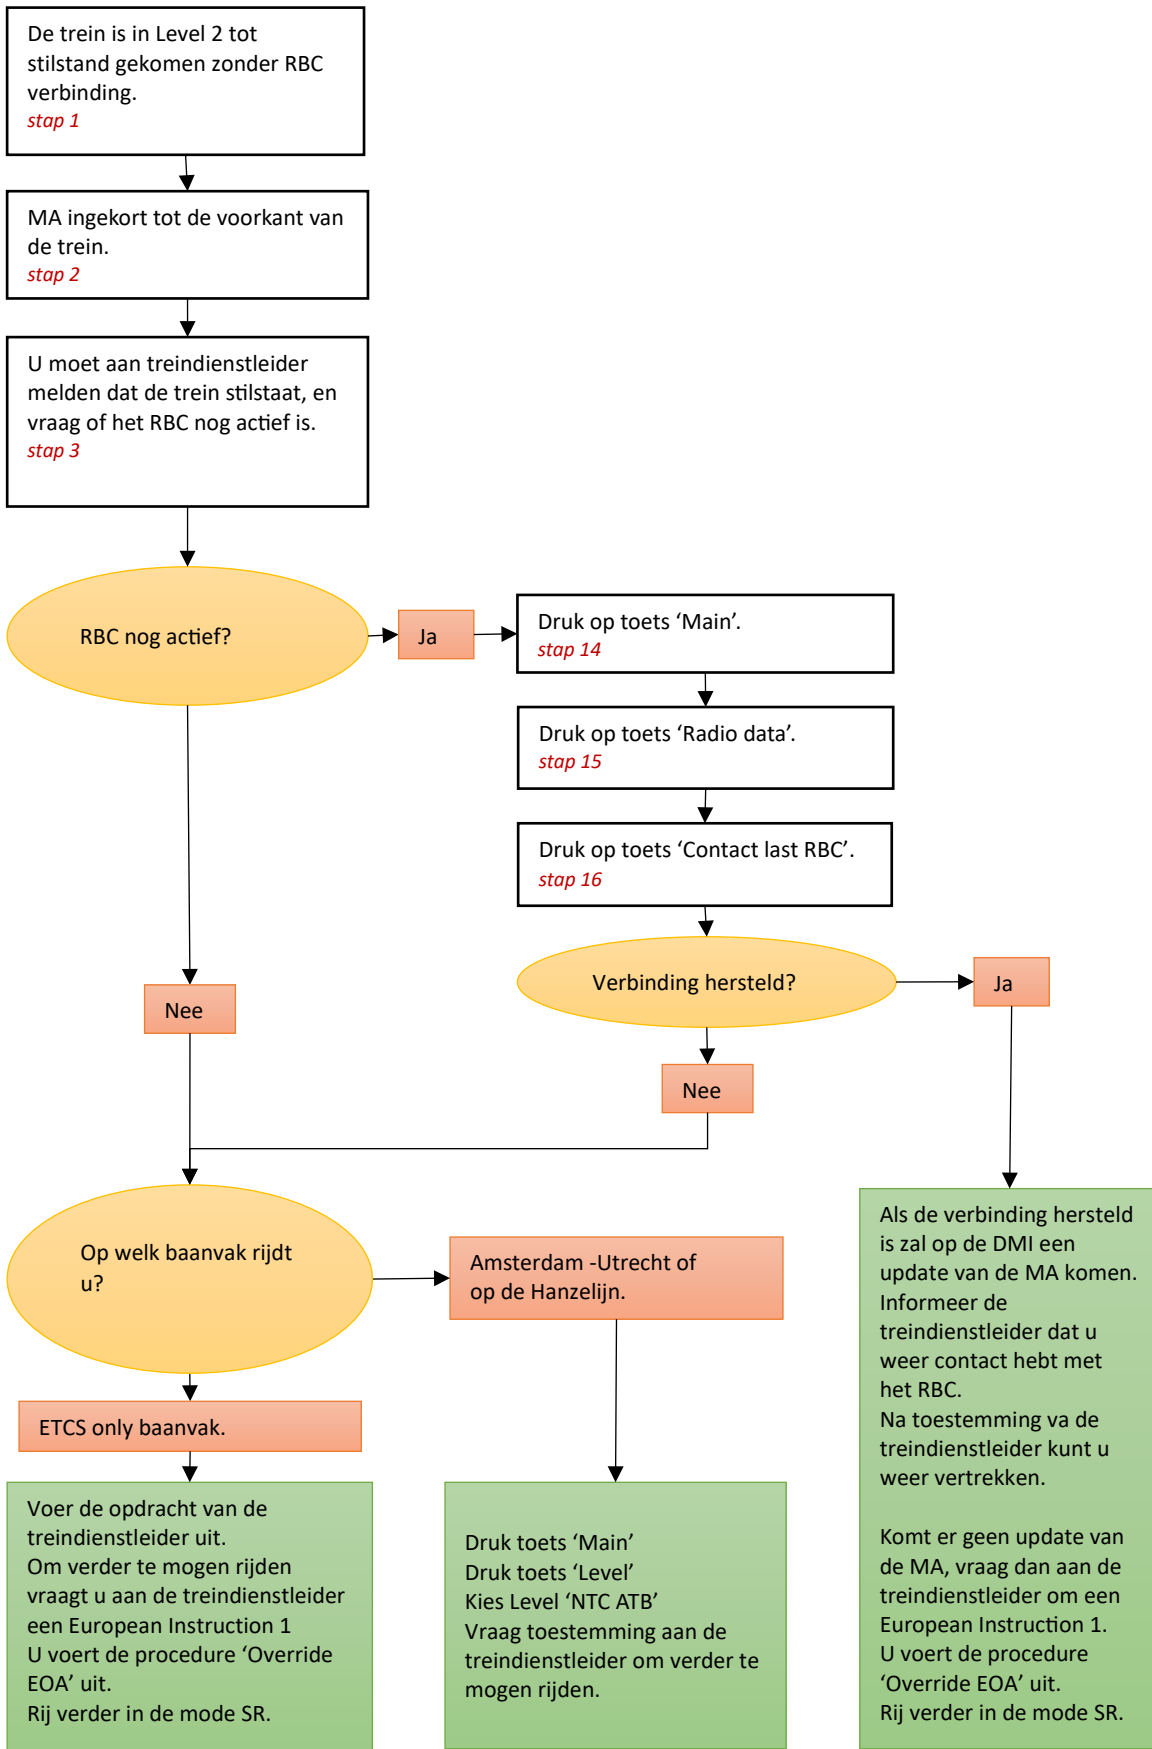 De trein is in Level 2 tot
stilstand gekomen zonder RBC
verbinding.
stap 1
MA ingekort tot de voorkant van
de trein.
stap 2
U moet aan treindienstleider
melden dat de trein stilstaat, en
vraag of het RBC nog actief is.
stap 3
RBC nog actief?
Ja
Druk op toets ‘Main’.
stap 14
Druk op toets ‘Radio data’.
stap 15
Druk op toets ‘Contact last RBC’.
stap 16
Verbinding hersteld?
Ja
Nee
Nee
Op welk baanvak rijdt
u?
Amsterdam -Utrecht of
op de Hanzelijn.
ETCS only baanvak.
Voer de opdracht van de
treindienstleider uit.
Om verder te mogen rijden
vraagt u aan de treindienstleider
een European Instruction 1
U voert de procedure ‘Override
EOA’ uit.
Rij verder in de mode SR.
Druk toets ‘Main’
Druk toets ‘Level’
Kies Level ‘NTC ATB’
Vraag toestemming aan de
treindienstleider om verder te
mogen rijden.
Als de verbinding hersteld
is zal op de DMI een
update van de MA komen.
Informeer de
treindienstleider dat u
weer contact hebt met
het RBC.
Na toestemming va de
treindienstleider kunt u
weer vertrekken.
Komt er geen update van
de MA, vraag dan aan de
treindienstleider om een
European Instruction 1.
U voert de procedure
‘Override EOA’ uit.
Rij verder in de mode SR.